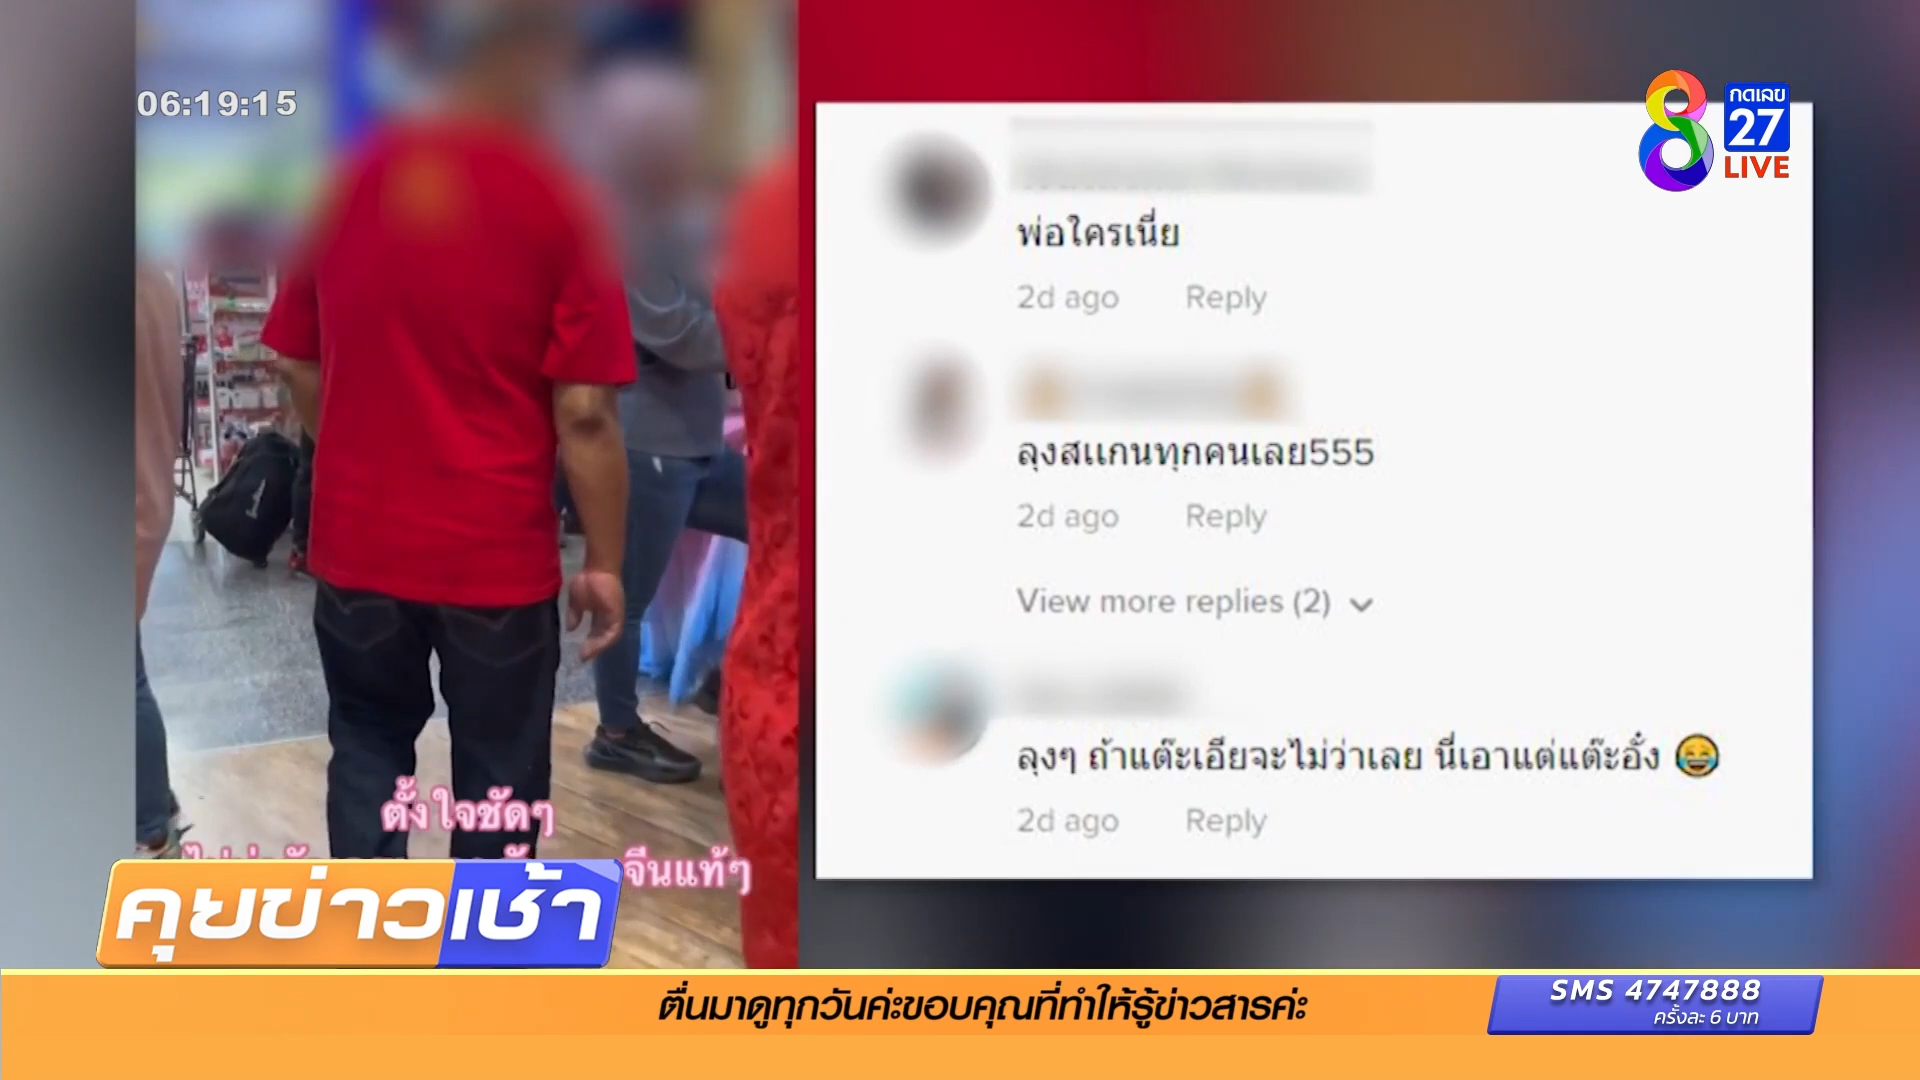 06:19:15
กดเลข
27
LIVE
พ่อใครเนี่ย
2d ago Reply
ลุงสแกนทุกคนเลย555
2d ago Reply
View more replies (2)
ลุงๆ ถ้าแต๊ะเอียจะไม่ว่าเลย นี่เอาแต่แต๊ะอั๋ง 😂
2d ago Reply
ตั้งใจชัดๆ
จีนแท้ๆ
คุยข่าวเช้า
ตื่นมาดูทุกวันค่ะขอบคุณที่ทำให้รู้ข่าวสารค่ะ
SMS 4747888
ครั้งละ 6 บาท